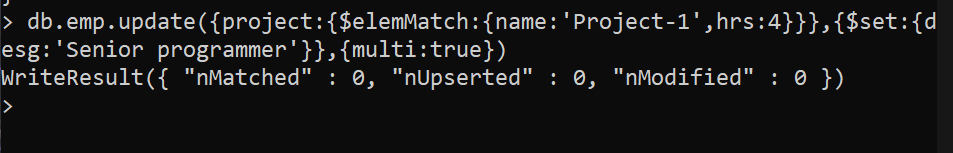 > db.emp.update({project:{$elemMatch:{name:'Project-1',hrs:4}}},{$set:{d
esg:'Senior programmer'}},{multi:true})
WriteResult({ "nMatched" : 0, "nUpserted" : 0, "nModified" : 0 })
>